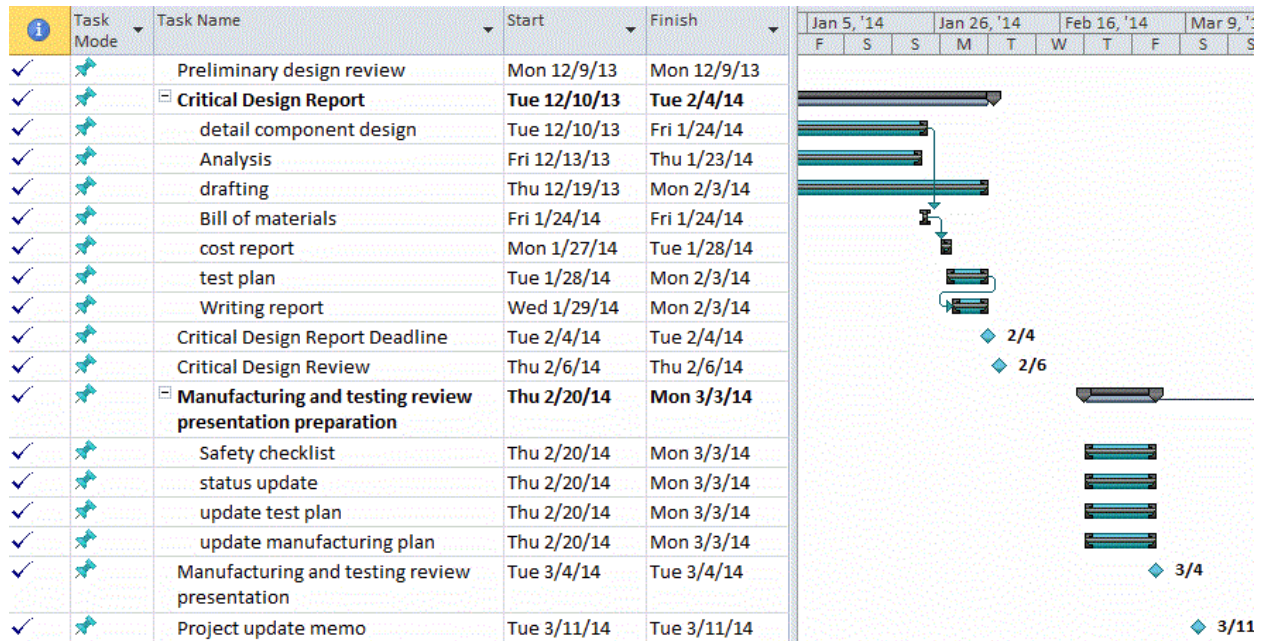 Task Mode Task Name Start Finish Jan 5, '14 Jan 26, '14 Feb 16, '14 Mar 9,
F S S M T W T F S S
Preliminary design review Mon 12/9/13 Mon 12/9/13
Critical Design Report Tue 12/10/13 Tue 2/4/14
detail component design Tue 12/10/13 Fri 1/24/14
Analysis Fri 12/13/13 Thu 1/23/14
drafting Thu 12/19/13 Mon 2/3/14
Bill of materials Fri 1/24/14 Fri 1/24/14
cost report Mon 1/27/14 Tue 1/28/14
test plan Tue 1/28/14 Mon 2/3/14
Writing report Wed 1/29/14 Mon 2/3/14
Critical Design Report Deadline Tue 2/4/14 Tue 2/4/14 2/4
Critical Design Review Thu 2/6/14 Thu 2/6/14 2/6
Manufacturing and testing review presentation preparation Thu 2/20/14 Mon 3/3/14
Safety checklist Thu 2/20/14 Mon 3/3/14
status update Thu 2/20/14 Mon 3/3/14
update test plan Thu 2/20/14 Mon 3/3/14
update manufacturing plan Thu 2/20/14 Mon 3/3/14
Manufacturing and testing review presentation Tue 3/4/14 Tue 3/4/14 3/4
Project update memo Tue 3/11/14 Tue 3/11/14 3/11